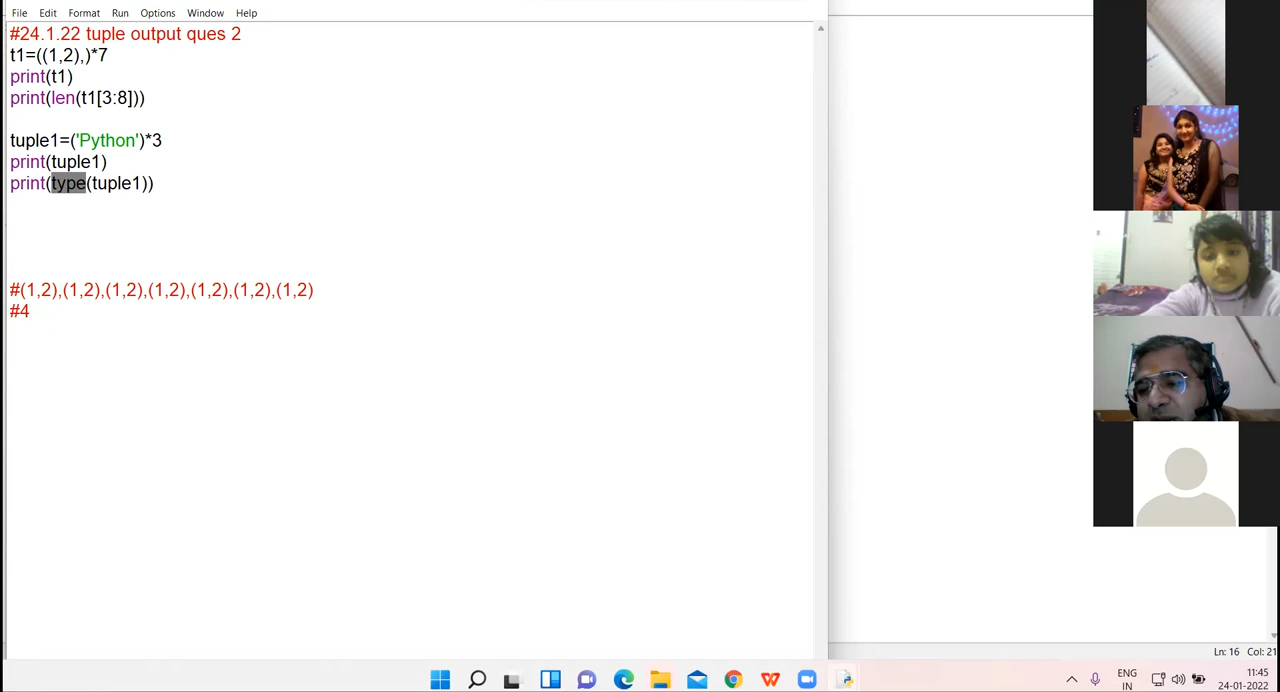 File Edit Format Run Options Window Help
#24.1.22 tuple output ques 2
t1=((1,2),)*7
print(t1)
print(len(t1[3:8]))
tuple1=('Python')*3
print(tuple1)
print(type(tuple1))
#(1,2),(1,2),(1,2),(1,2),(1,2),(1,2),(1,2)
#4
Ln: 16 Col: 21
ENG
IN
11:45
24-01-2022